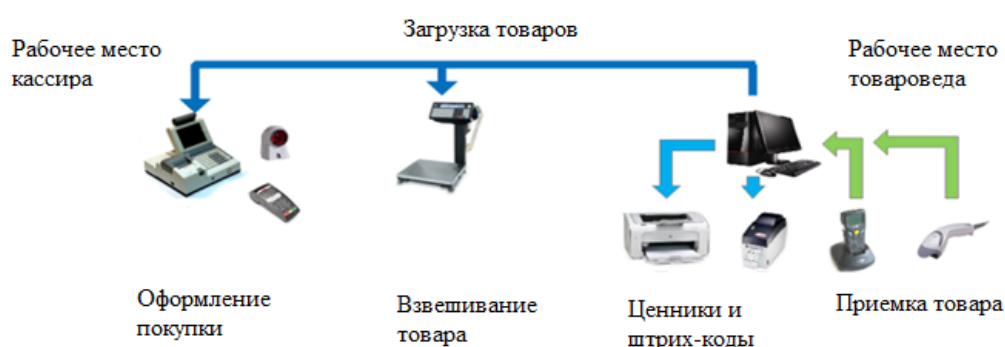 Загрузка товаров
Рабочее место
кассира
Рабочее место
товароведа
Оформление
покупки
Взвешивание
товара
Ценники и
штрих-коды
Приемка товара